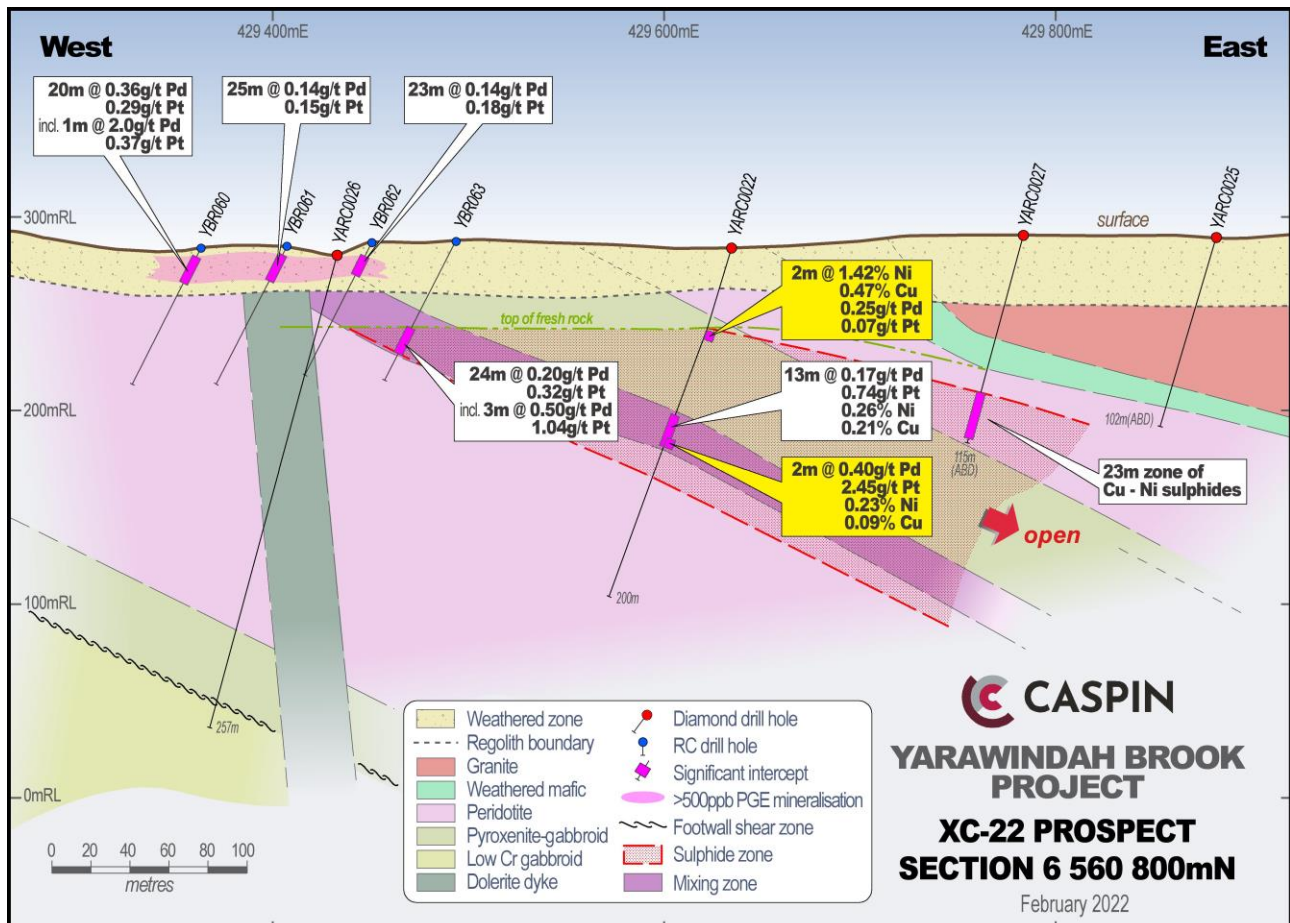 429 400mE
429 600mE
429 800mE
West
East
20m @ 0.36g/t Pd
0.29g/t Pt
incl. 1m @ 2.0g/t Pd
0.37g/t Pt
25m @ 0.14g/t Pd
0.15g/t Pt
23m @ 0.14g/t Pd
0.18g/t Pt
YBR060
YBR061
YARC0026
YBR062
YBR063
YARC0022
YARC0027
YARC0025
300mRL
surface
2m @ 1.42% Ni
0.47% Cu
0.25g/t Pd
0.07g/t Pt
top of fresh rock
24m @ 0.20g/t Pd
0.32g/t Pt
incl. 3m @ 0.50g/t Pd
1.04g/t Pt
13m @ 0.17g/t Pd
0.74g/t Pt
0.26% Ni
0.21% Cu
200mRL
102m(ABD)
115m
(ABD)
2m @ 0.40g/t Pd
2.45g/t Pt
0.23% Ni
0.09% Cu
23m zone of
Cu - Ni sulphides
open
200m
100mRL
257m
0mRL
0 20 40 60 80 100
metres
Weathered zone
Regolith boundary
Granite
Weathered mafic
Peridotite
Pyroxenite-gabbroid
Low Cr gabbroid
Dolerite dyke
Diamond drill hole
RC drill hole
Significant intercept
>500ppb PGE mineralisation
Footwall shear zone
Sulphide zone
Mixing zone
CASPIN
YARAWINDAH BROOK
PROJECT
XC-22 PROSPECT
SECTION 6 560 800mN
February 2022